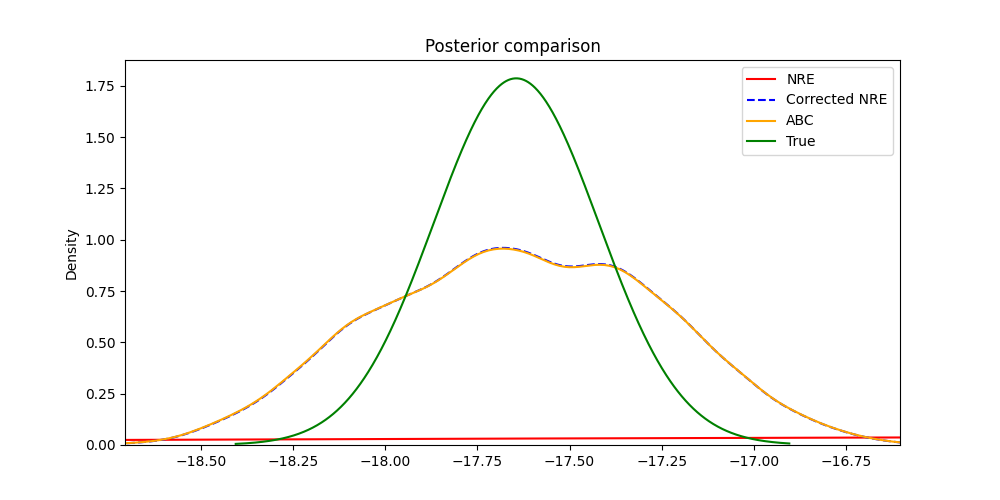 Posterior comparison
NRE
Corrected NRE
ABC
True
Density
1.75
1.50
1.25
1.00
0.75
0.50
0.25
0.00
−18.50 −18.25 −18.00 −17.75 −17.50 −17.25 −17.00 −16.75